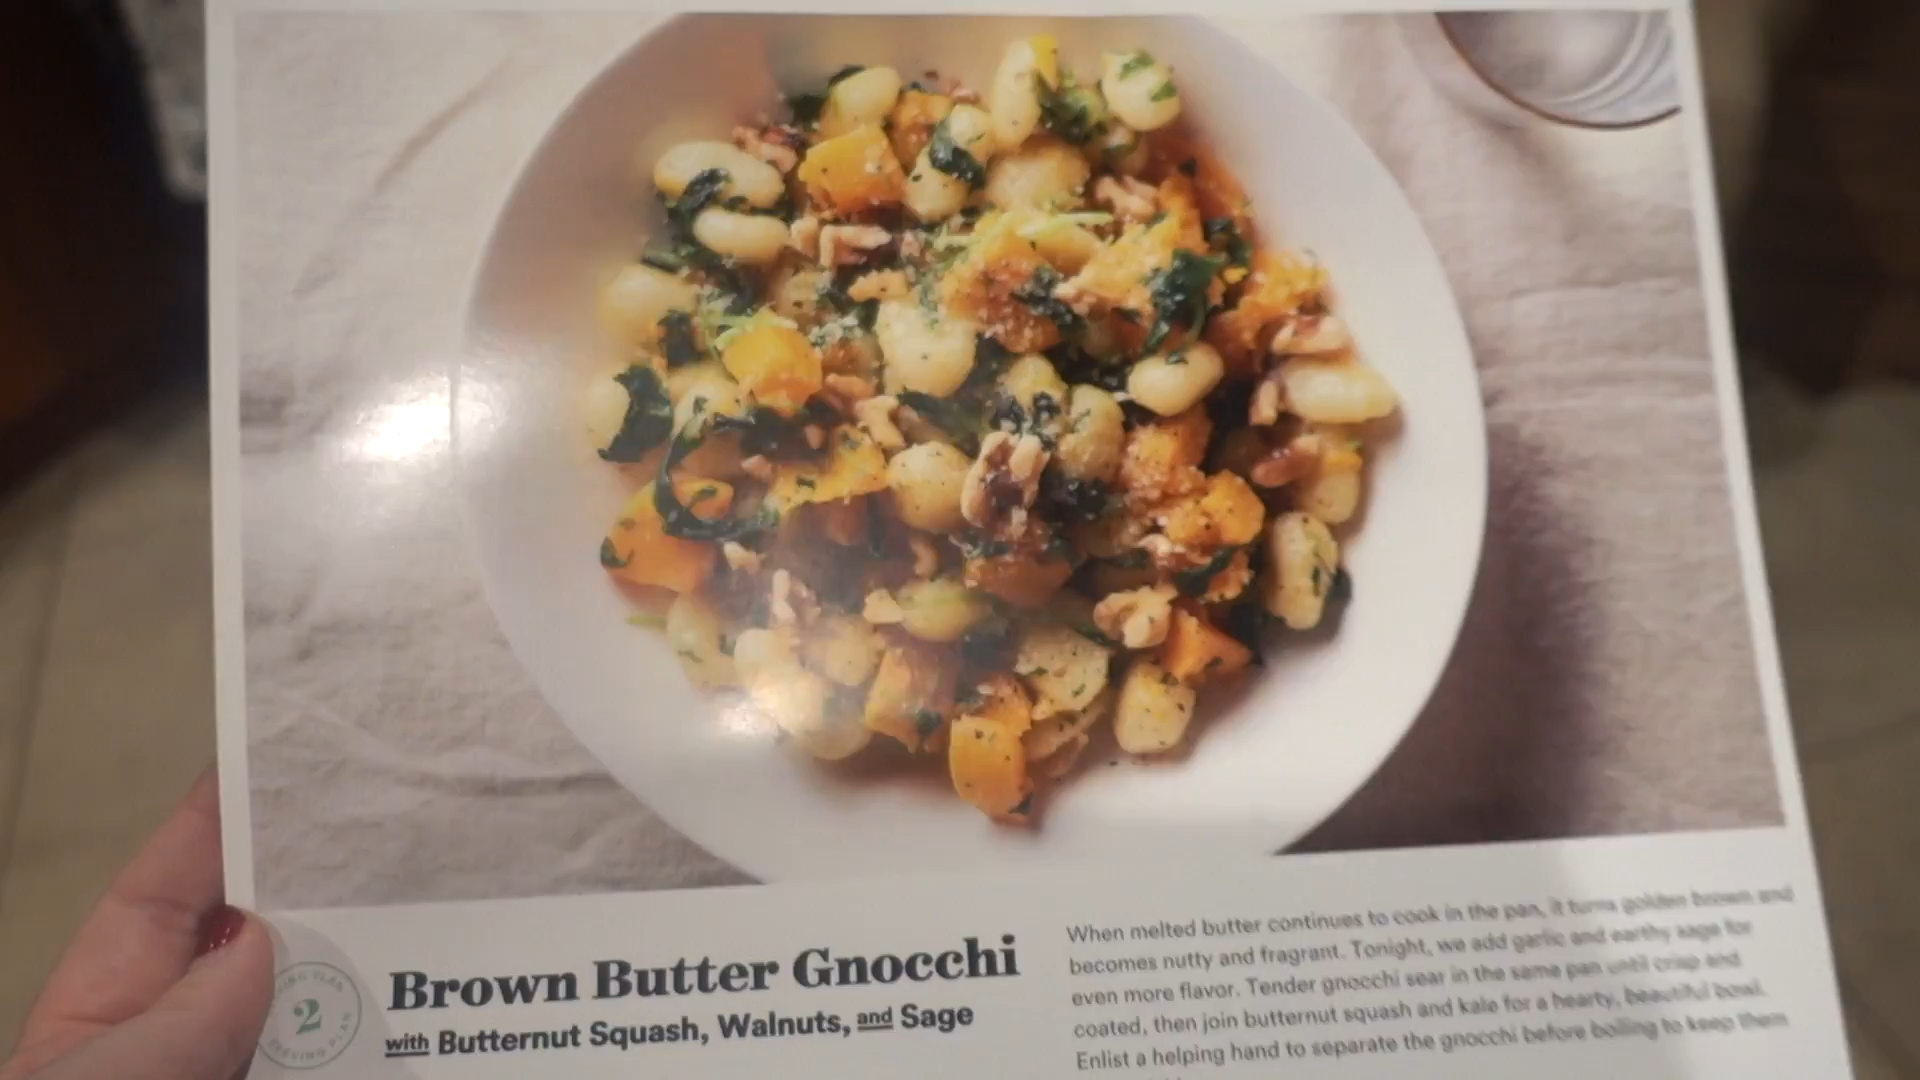 Brown Butter Gnocchi
with Butternut Squash, Walnuts, and Sage
2
SERVING PLAN
When melted butter continues to cook in the pan, it turns golden brown and
becomes nutty and fragrant. Tonight, we add garlic and earthy sage for
even more flavor. Tender gnocchi sear in the same pan until crisp and
coated, then join butternut squash and kale for a hearty, beautiful bowl.
Enlist a helping hand to separate the gnocchi before boiling to keep them